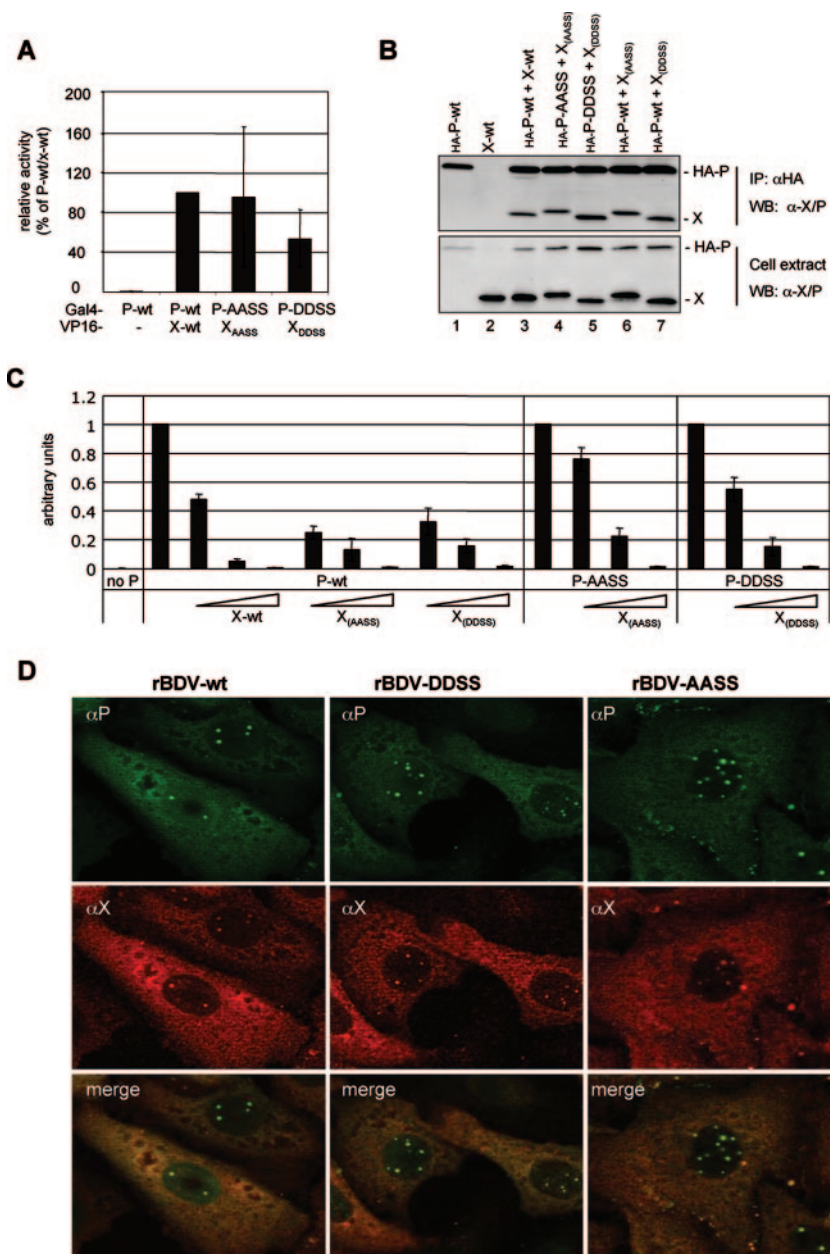 A
relative activity
(% of P-wt/x-wt)
200
160
120
80
40
0
Gal4- P-wt P-wt P-AASS P-DDSS
VP16- - X-wt XAASS XDDSS
B
HA-P-wt
X-wt
HA-P-wt + X-wt
HA-P-AASS + X(AASS)
HA-P-DDSS + X(DDSS)
HA-P-wt + X(AASS)
HA-P-wt + X(DDSS)
- HA-P
- X
IP: αHA
WB: α-X/P
- HA-P
- X
Cell extract
WB: α-X/P
1 2 3 4 5 6 7
C
arbitrary units
1.2
1
0.8
0.6
0.4
0.2
0
no P P-wt P-AASS P-DDSS
X-wt X(AASS) X(DDSS) X(AASS) X(DDSS)
D
rBDV-wt rBDV-DDSS rBDV-AASS
αP αP αP
αX αX αX
merge merge merge